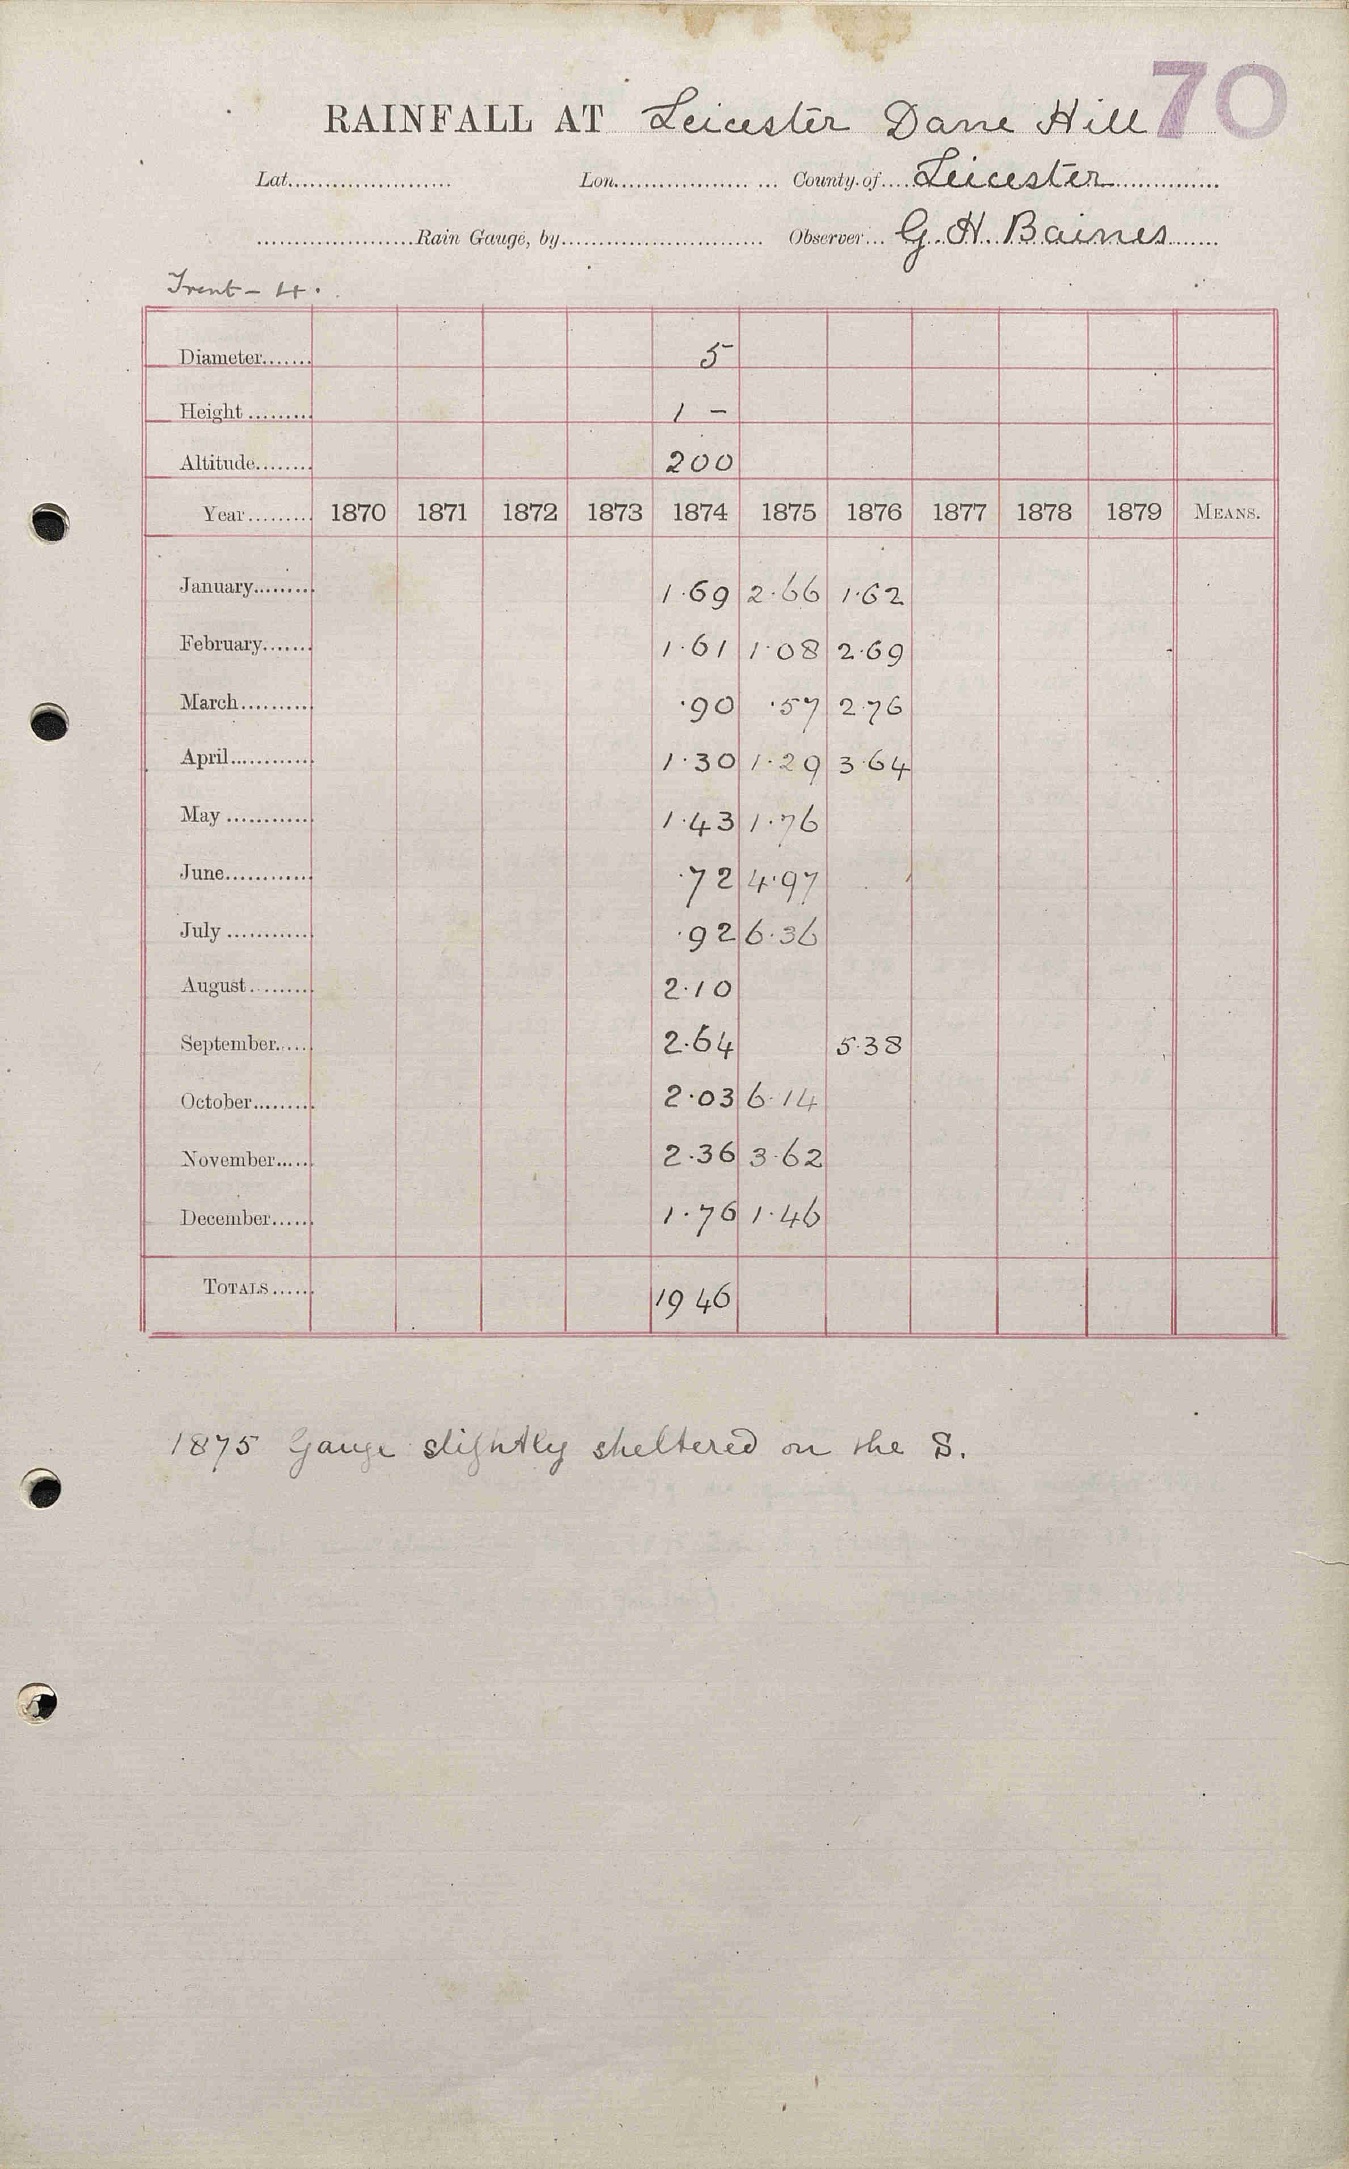 70
RAINFALL AT Leicester Dane Hill
Lat. Lon. County of Leicester
Rain Gauge, by Observer G. H. Baines
Trent - 4.
Diameter 5
Height 1 -
Altitude 200
Year 1870 1871 1872 1873 1874 1875 1876 1877 1878 1879 MEANS.
January 1.69 2.66 1.62
February 1.61 1.08 2.69
March .90 .57 2.76
April 1.30 1.29 3.64
May 1.43 1.76
June .72 4.97
July .92 6.36
August 2.10
September 2.64 5.38
October 2.03 6.14
November 2.36 3.62
December 1.76 1.46
TOTALS 19 46
1875 Gauge slightly sheltered on the S.